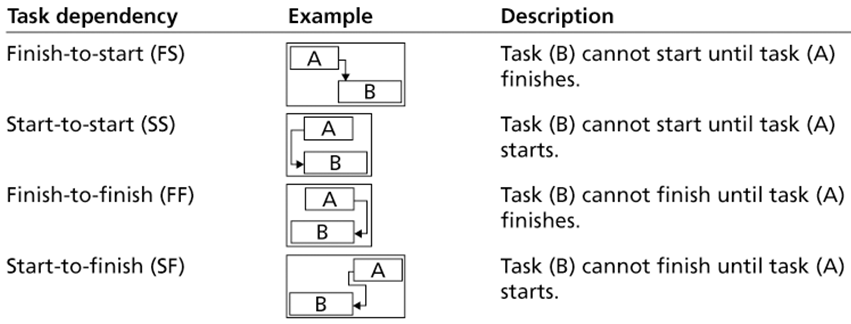 Task dependency Example Description
Finish-to-start (FS) A B Task (B) cannot start until task (A)
finishes.
Start-to-start (SS) A B Task (B) cannot start until task (A)
starts.
Finish-to-finish (FF) A B Task (B) cannot finish until task (A)
finishes.
Start-to-finish (SF) A B Task (B) cannot finish until task (A)
starts.